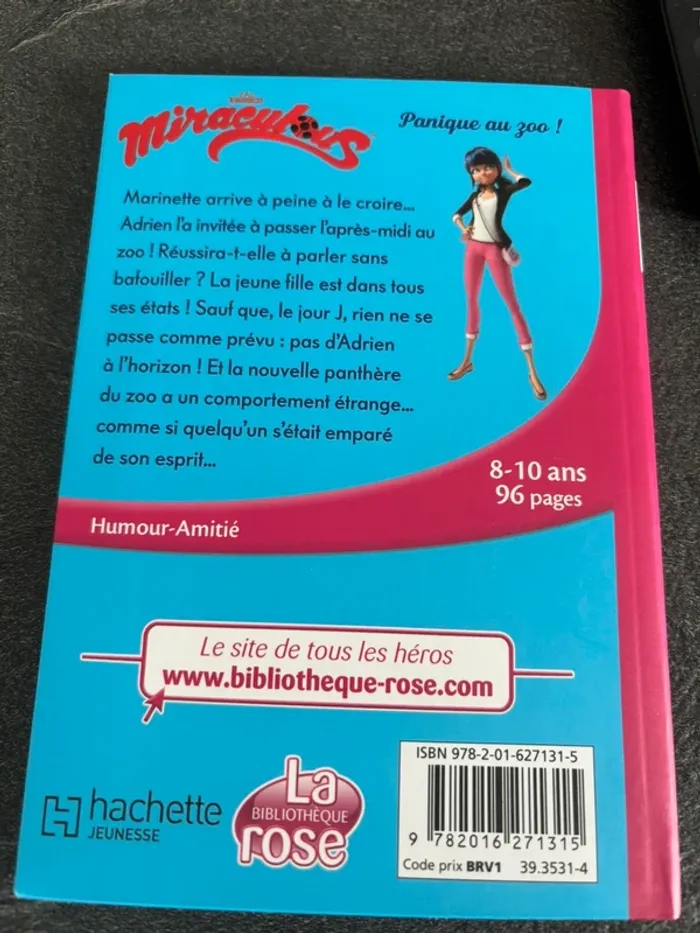 Miraculous
Panique au zoo !
Marinette arrive à peine à le croire...
Adrien l'a invitée à passer l'après-midi au
zoo ! Réussira-t-elle à parler sans
bafouiller ? La jeune fille est dans tous
ses états ! Sauf que, le jour J, rien ne se
passe comme prévu : pas d'Adrien
à l'horizon ! Et la nouvelle panthère
du zoo a un comportement étrange...
comme si quelqu'un s'était emparé
de son esprit...
8-10 ans
96 pages
Humour-Amitié
Le site de tous les héros
www.bibliotheque-rose.com
hachette
JEUNESSE
La
BIBLIOTHÈQUE
rose
ISBN 978-2-01-627131-5
9 782016 271315
Code prix BRV1 39.3531-4